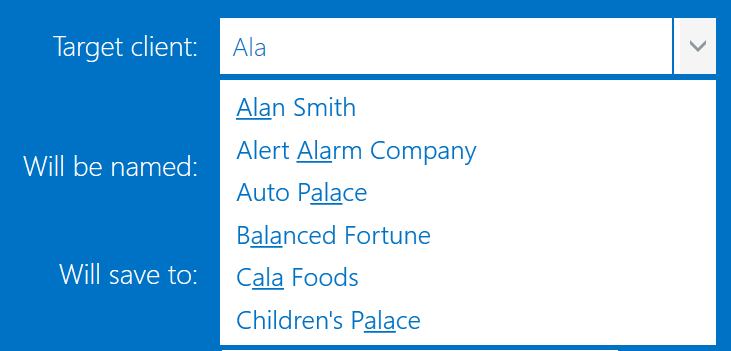 Target client:
Ala
Alan Smith
Alert Alarm Company
Will be named:
Auto Palace
Balanced Fortune
Will save to:
Cala Foods
Children's Palace